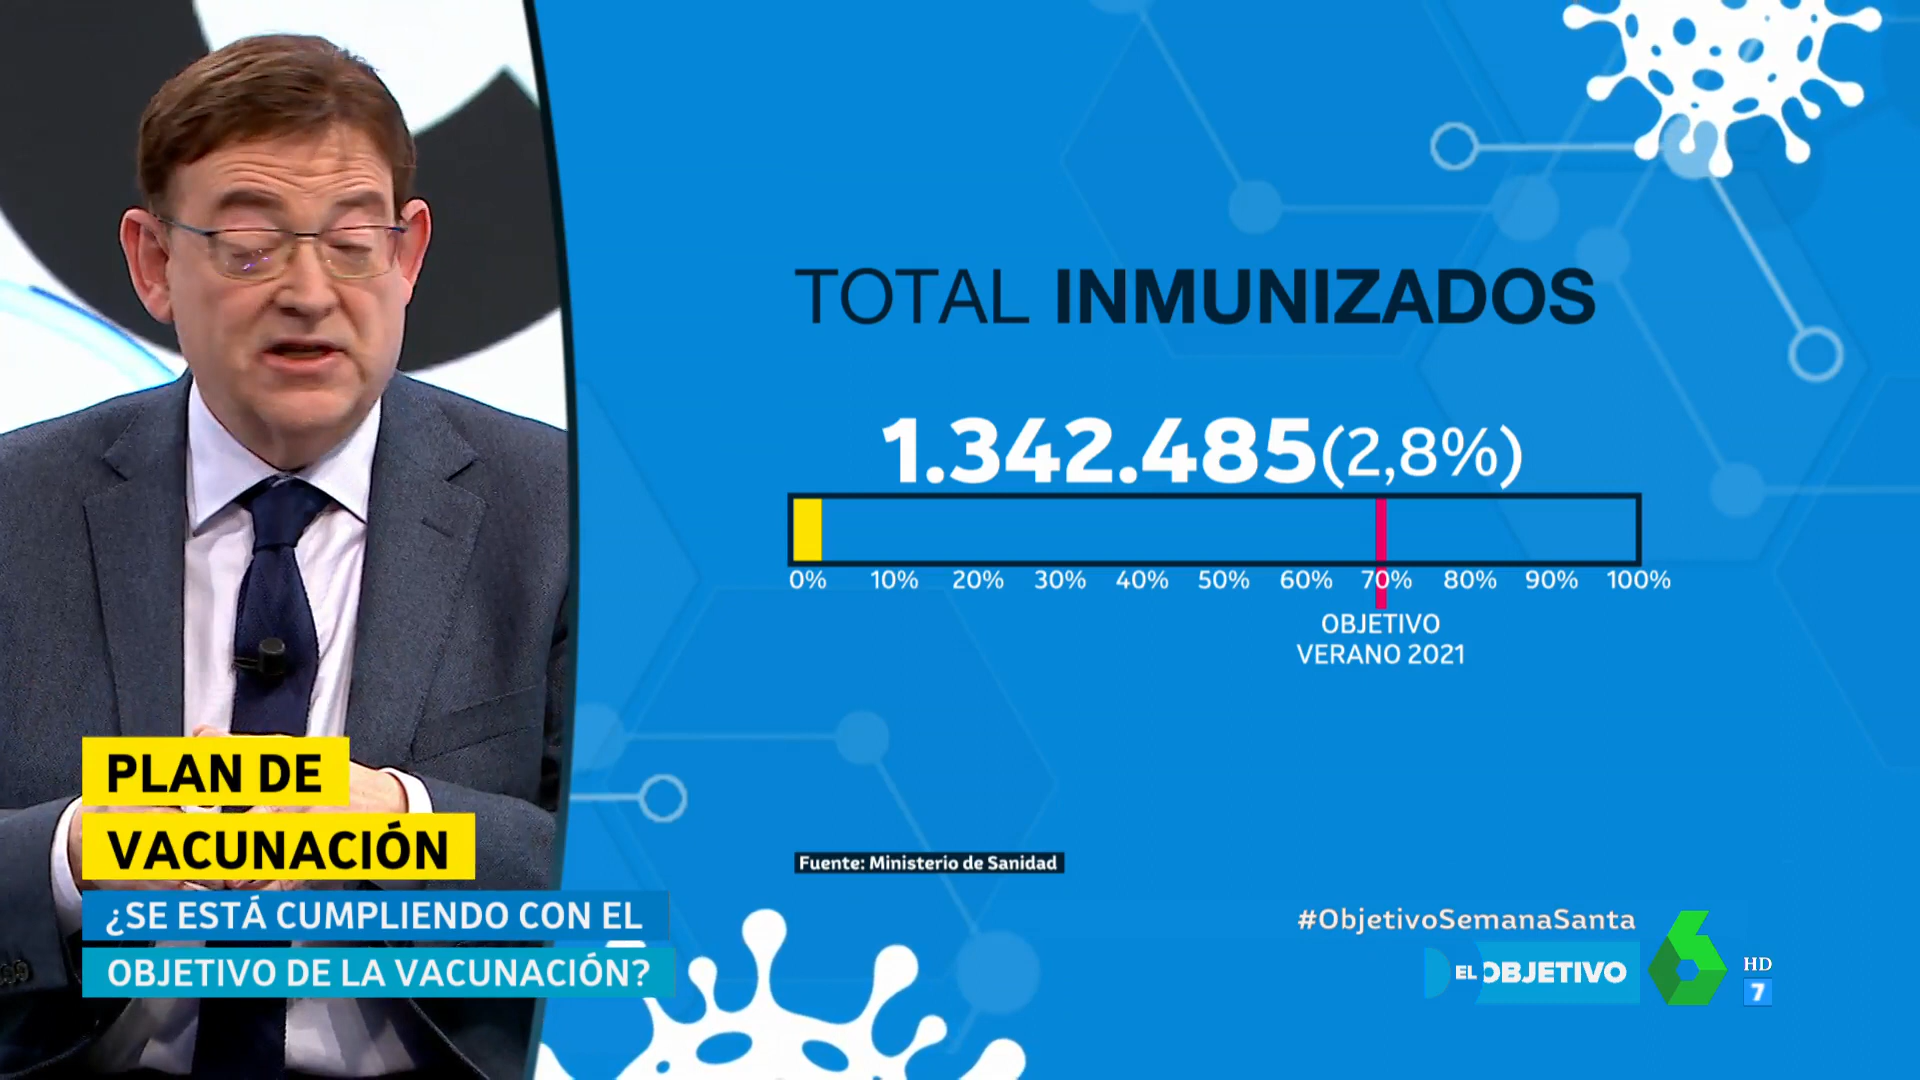 TOTAL INMUNIZADOS
1.342.485(2,8%)
0% 10% 20% 30% 40% 50% 60% 70% 80% 90% 100%
OBJETIVO
VERANO 2021
PLAN DE
VACUNACIÓN
¿SE ESTÁ CUMPLIENDO CON EL
OBJETIVO DE LA VACUNACIÓN?
Fuente: Ministerio de Sanidad
#ObjetivoSemanaSanta
EL OBJETIVO
6
HD
7